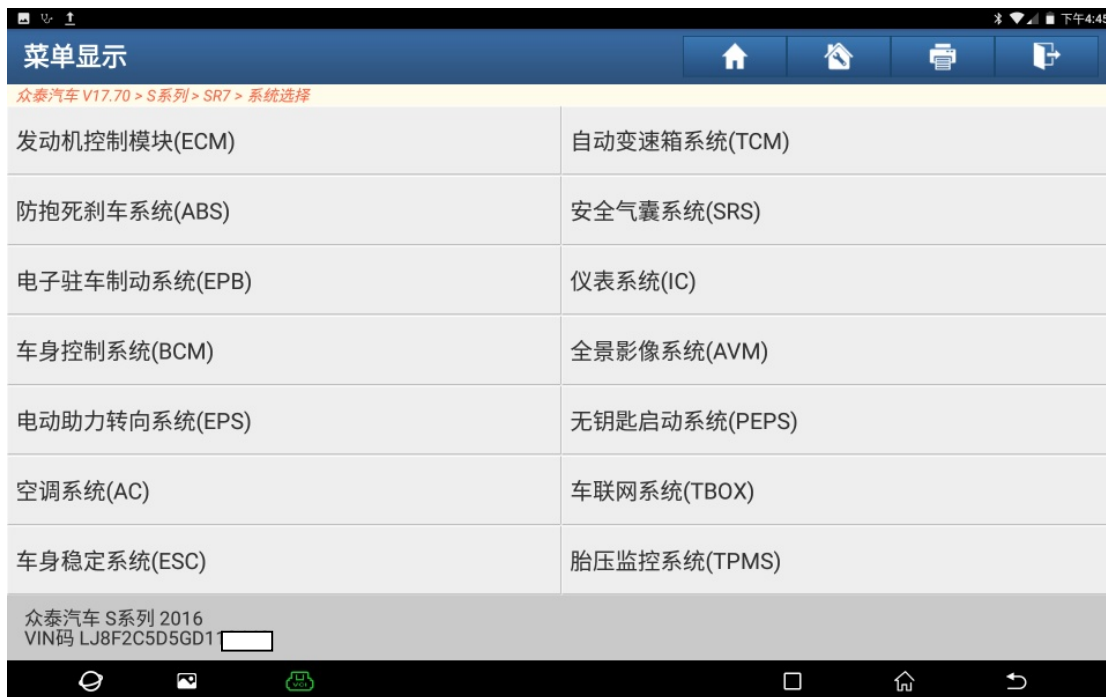 下午4:45
菜单显示
众泰汽车 V17.70 > S系列 > SR7 > 系统选择
发动机控制模块(ECM)
自动变速箱系统(TCM)
防抱死刹车系统(ABS)
安全气囊系统(SRS)
电子驻车制动系统(EPB)
仪表系统(IC)
车身控制系统(BCM)
全景影像系统(AVM)
电动助力转向系统(EPS)
无钥匙启动系统(PEPS)
空调系统(AC)
车联网系统(TBOX)
车身稳定系统(ESC)
胎压监控系统(TPMS)
众泰汽车 S系列 2016
VIN码 LJ8F2C5D5GD1
VCI